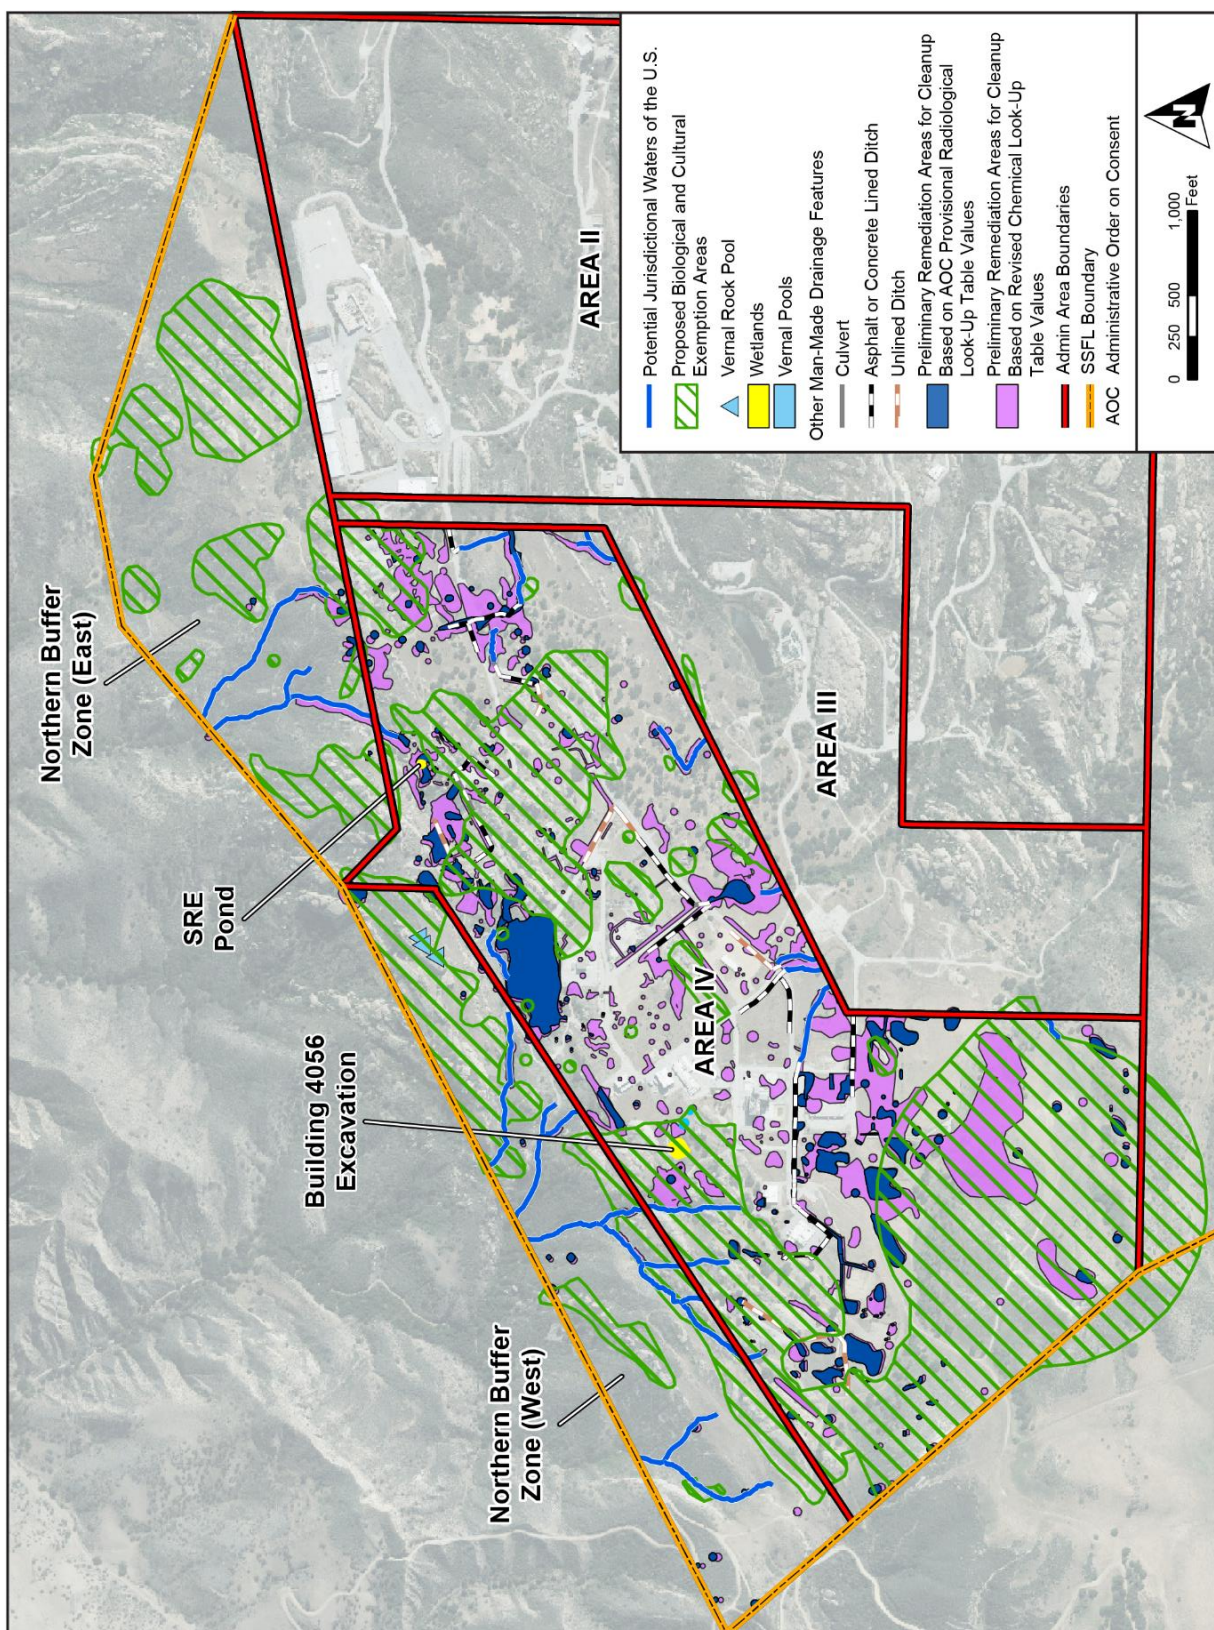 Northern Buffer
Zone (East)
SRE
Pond
Building 4056
Excavation
Northern Buffer
Zone (West)
AREA II
AREA III
AREA IV
Potential Jurisdictional Waters of the U.S.
Proposed Biological and Cultural
Exemption Areas
Vernal Rock Pool
Wetlands
Vernal Pools
Other Man-Made Drainage Features
Culvert
Asphalt or Concrete Lined Ditch
Unlined Ditch
Preliminary Remediation Areas for Cleanup
Based on AOC Provisional Radiological
Look-Up Table Values
Preliminary Remediation Areas for Cleanup
Based on Revised Chemical Look-Up
Table Values
Admin Area Boundaries
SSFL Boundary
AOC Administrative Order on Consent
0 250 500 1,000
Feet
N